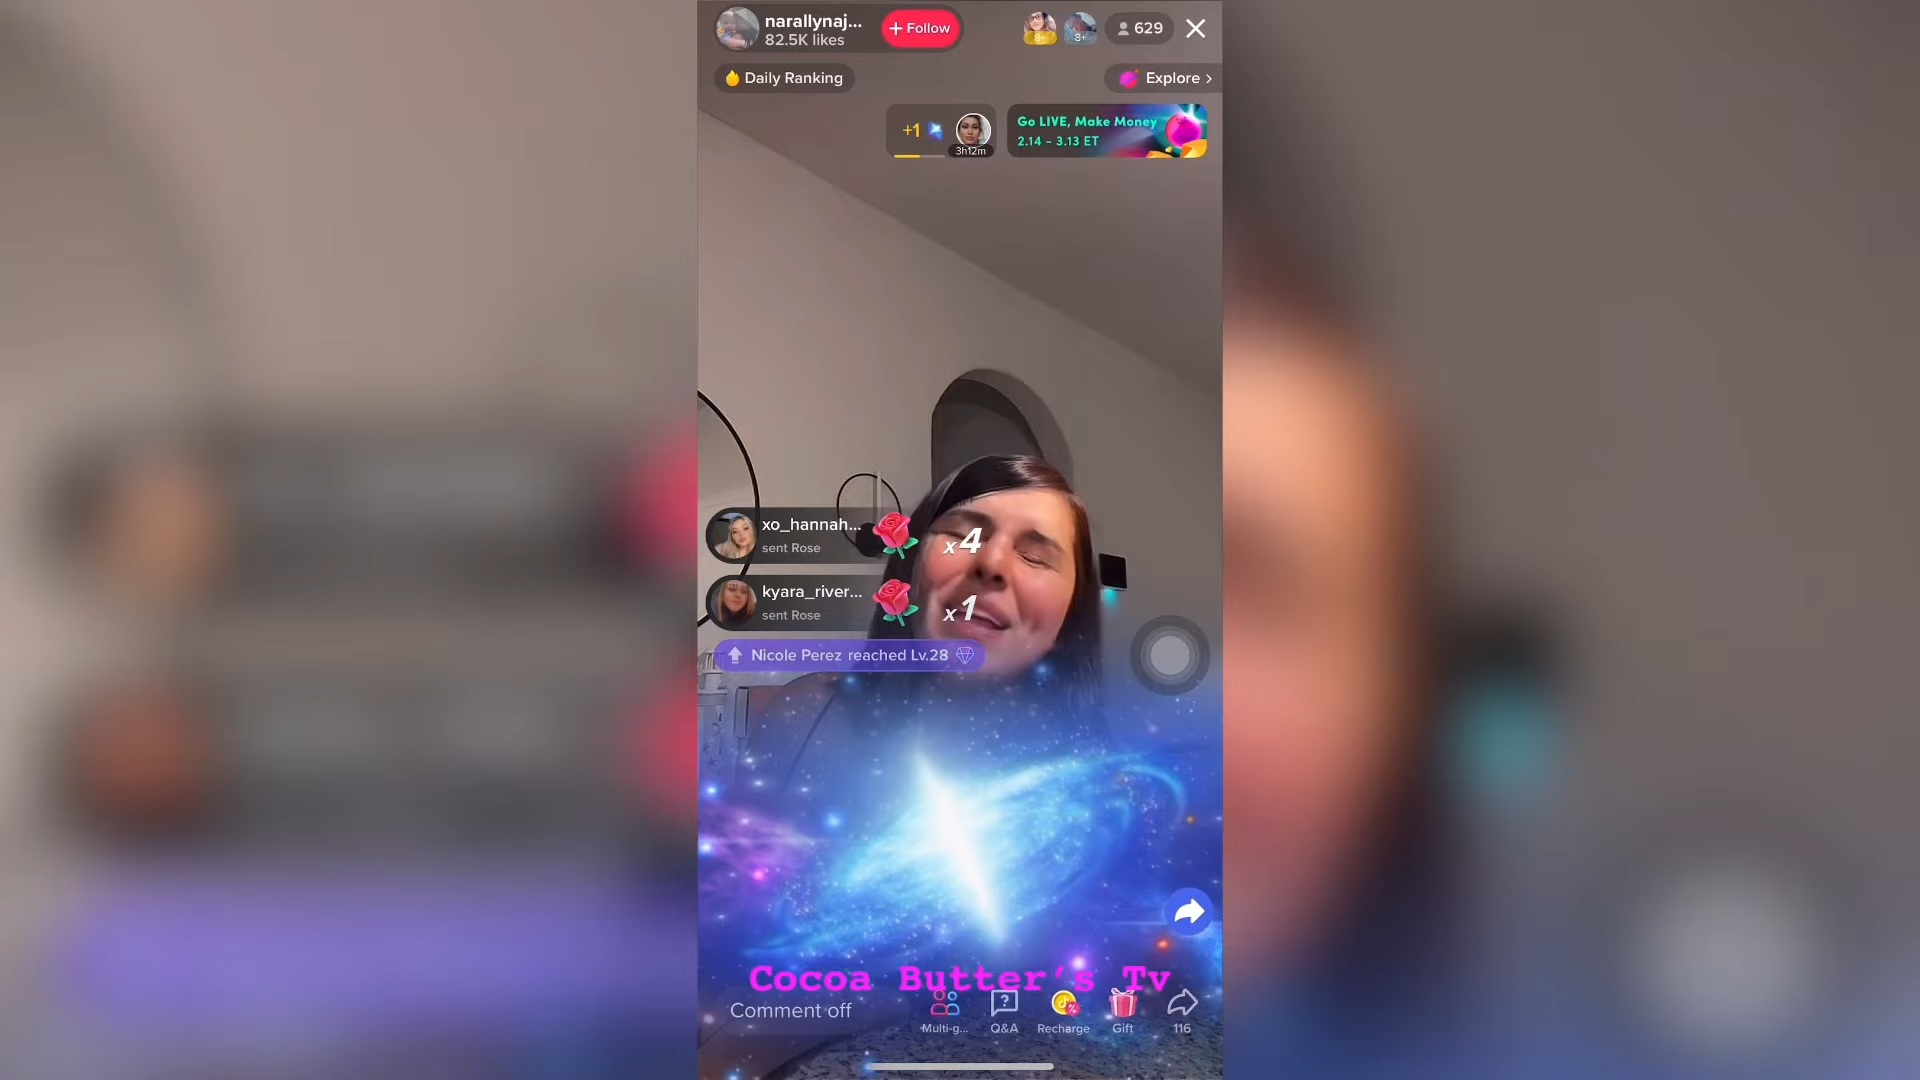 narallynaj...
82.5K likes
+ Follow
8+
8+
629
Daily Ranking
Explore >
+1
3h12m
Go LIVE, Make Money
2.14 - 3.13 ET
xo_hannah...
sent Rose
x4
kyara_river...
sent Rose
x1
Nicole Perez reached Lv.28
Cocoa Butter's Tv
Comment off
Multi-g...
Q&A
Recharge
Gift
116